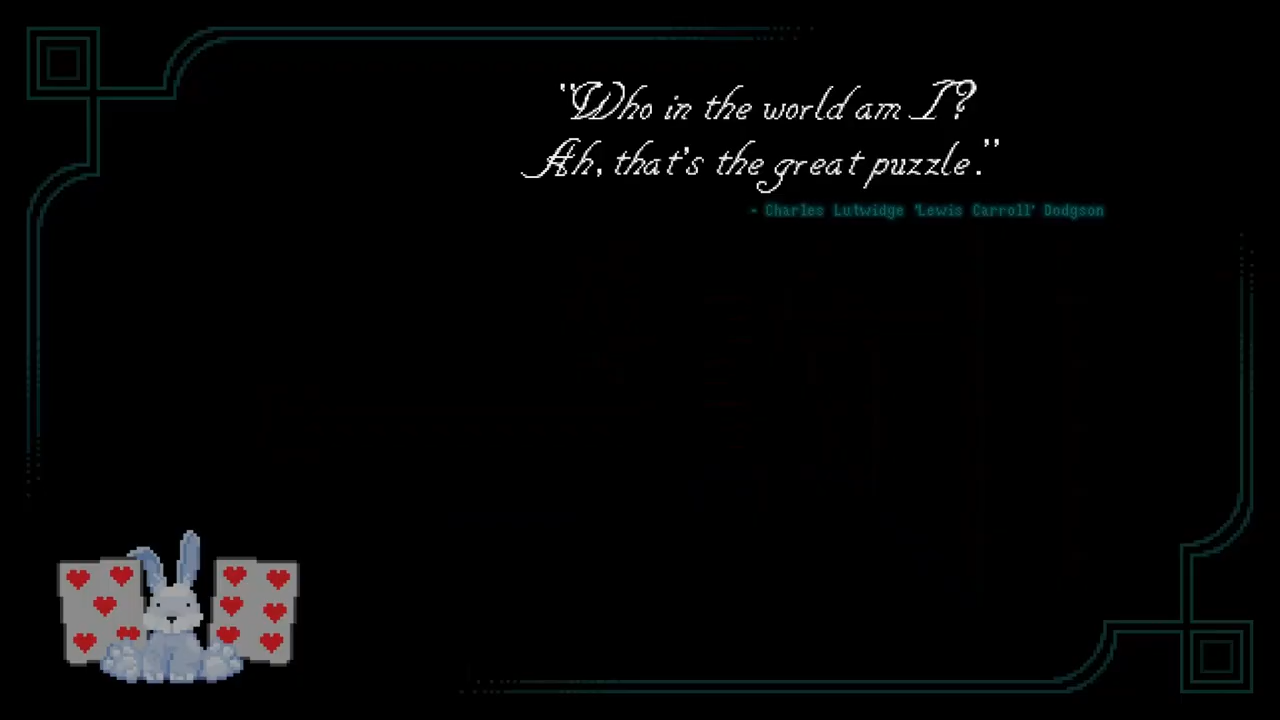 "Who in the world am I?
Ah, that's the great puzzle."
- Charles Lutwidge 'Lewis Carroll' Dodgson